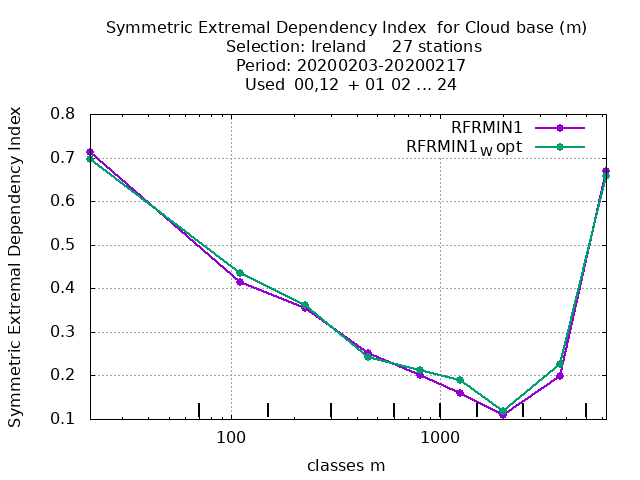 Symmetric Extremal Dependency Index for Cloud base (m)
Selection: Ireland 27 stations
Period: 20200203-20200217
Used 00,12 + 01 02 ... 24
RFRMIN1
RFRMIN1W opt
Symmetric Extremal Dependency Index
0.8
0.7
0.6
0.5
0.4
0.3
0.2
0.1
100 1000
classes m